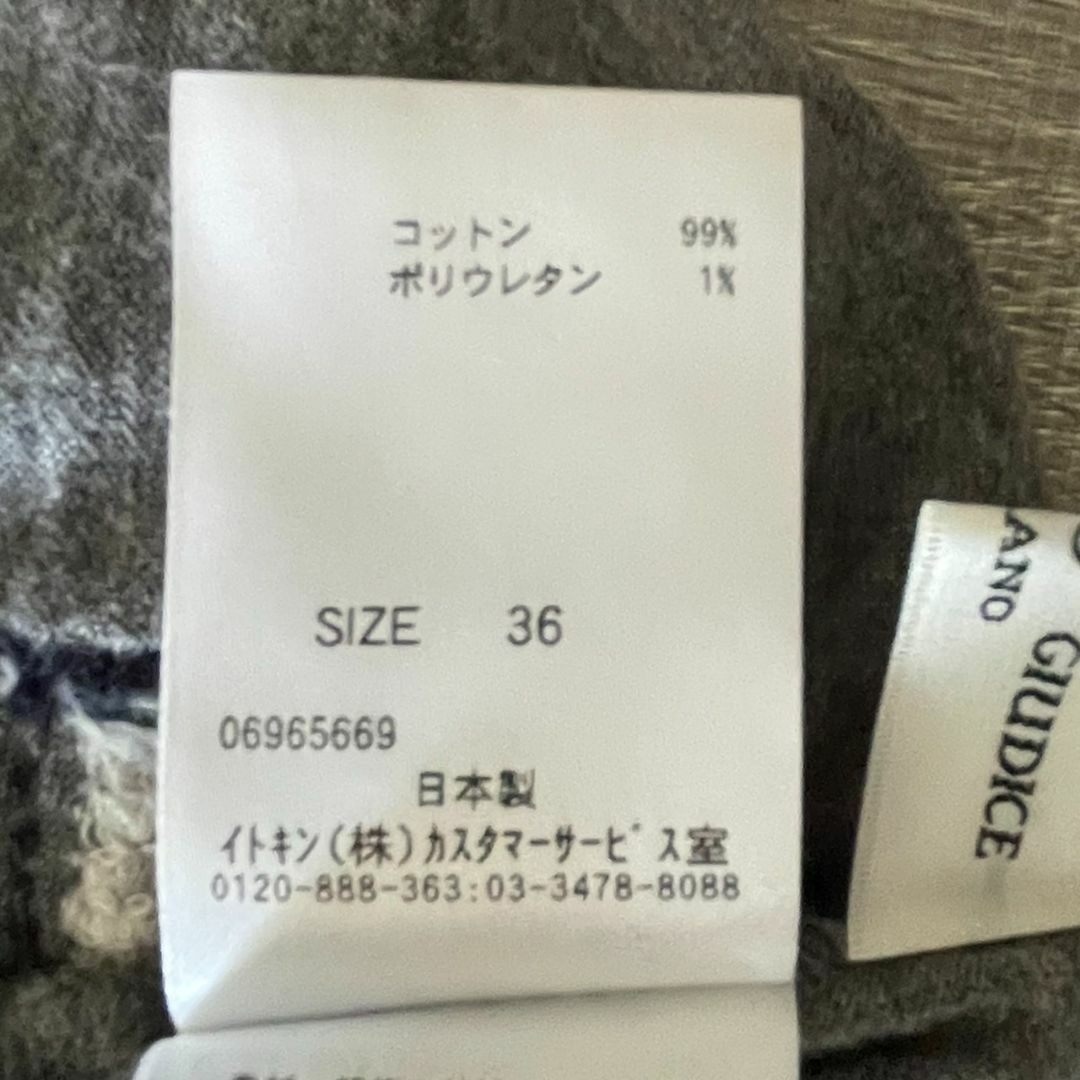 コットン 99%
ポリウレタン 1%
SIZE 36
06965669
日本製
イトキン(株)カスタマーサービス室
0120-888-363:03-3478-8088
ANO
GIUDICE